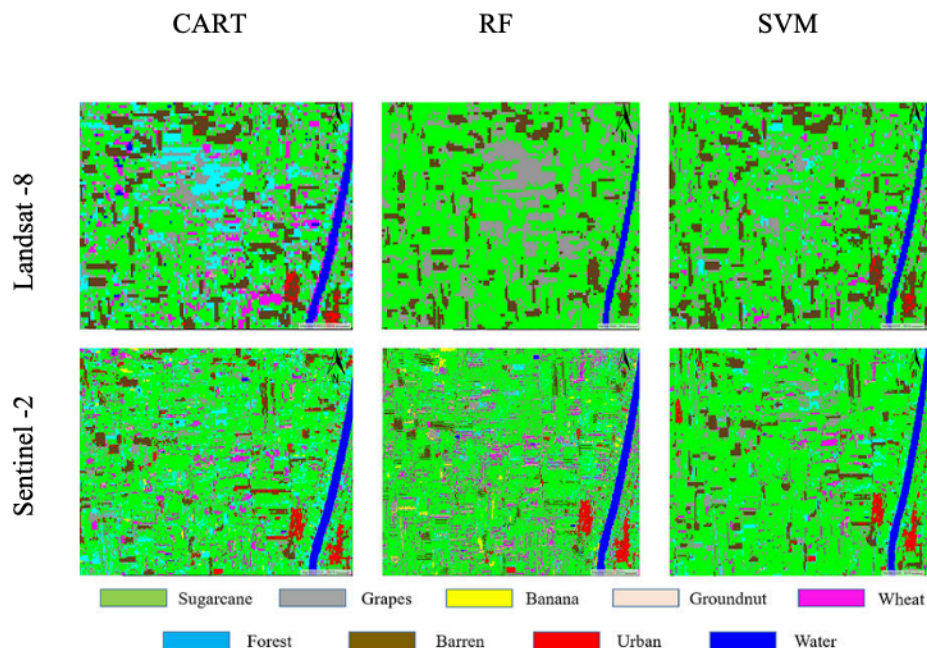 CART RF SVM
Landsat -8
Sentinel -2
Sugarcane Grapes Banana Groundnut Wheat
Forest Barren Urban Water